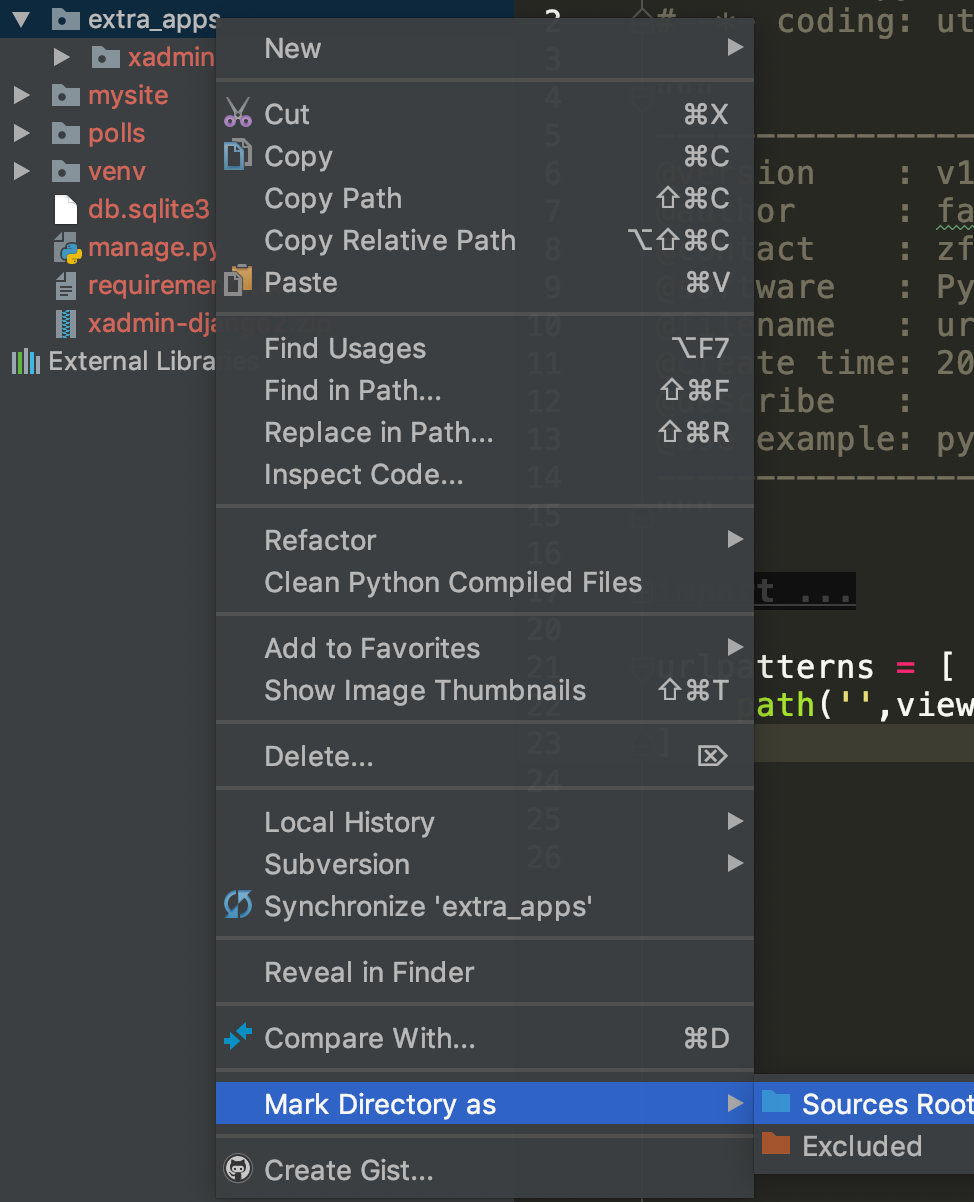 extra_apps
xadmin
mysite
polls
venv
db.sqlite3
manage.py
requiremen
xadmin-django2.zip
External Libraries
New
Cut ⌘X
Copy ⌘C
Copy Path ⇧⌘C
Copy Relative Path ⌥⇧⌘C
Paste ⌘V
Find Usages ⌥F7
Find in Path... ⇧⌘F
Replace in Path... ⇧⌘R
Inspect Code...
Refactor
Clean Python Compiled Files
Add to Favorites
Show Image Thumbnails ⇧⌘T
Delete... ⌦
Local History
Subversion
Synchronize 'extra_apps'
Reveal in Finder
Compare With... ⌘D
Mark Directory as
Create Gist...
Sources Root
Excluded
2 # -*- coding: ut
3
4 """
5 ----------------
6 @version : v1
7 @author : fa
8 @contact : zf
9 @software : Py
10 @filename : ur
11 @create time: 20
12 @describe :
13 example: py
14 ----------------
15 """
16
17 import ...
20
21 urlpatterns = [
22 path('',view
23 ]
24
25
26